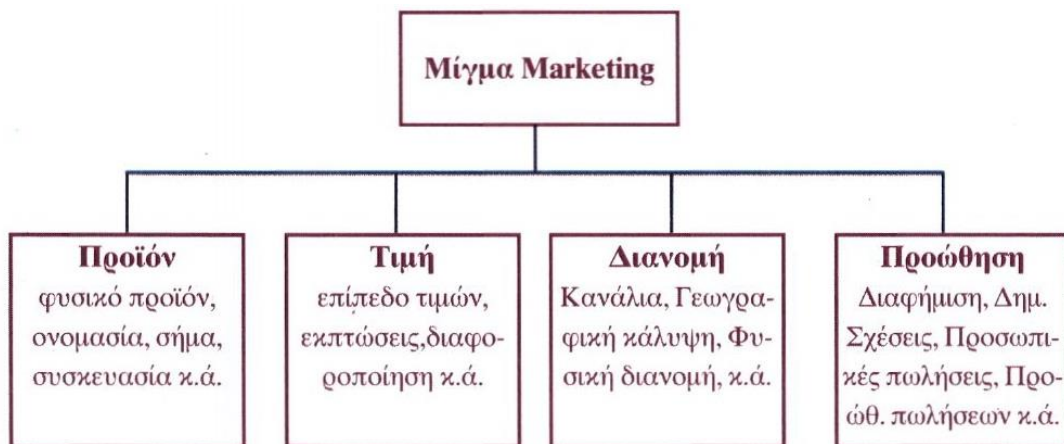 Μίγμα Marketing
Προϊόν
φυσικό προϊόν,
ονομασία, σήμα,
συσκευασία κ.ά.
Τιμή
επίπεδο τιμών,
εκπτώσεις,διαφο-
ροποίηση κ.ά.
Διανομή
Κανάλια, Γεωγρα-
φική κάλυψη, Φυ-
σική διανομή, κ.ά.
Προώθηση
Διαφήμιση, Δημ.
Σχέσεις, Προσωπι-
κές πωλήσεις, Προ-
ώθ. πωλήσεων κ.ά.